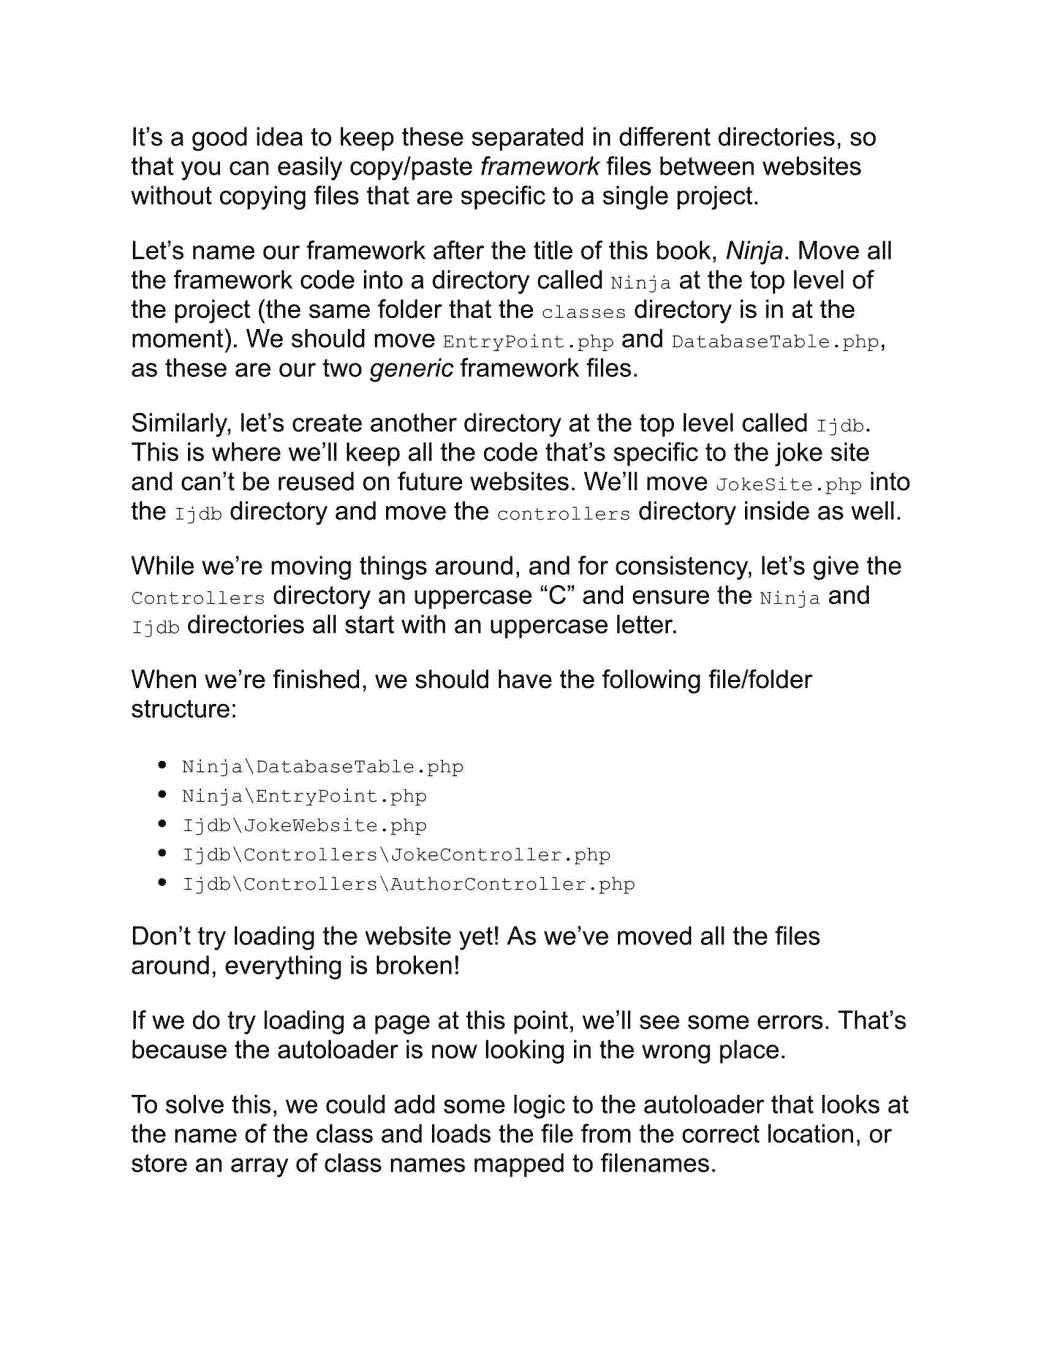 It’s a good idea to keep these separated in different directories, so
that you can easily copy/paste framework files between websites
without copying files that are specific to a single project.
Let’s name our framework after the title of this book, Ninja. Move all
the framework code into a directory called Ninja at the top level of
the project (the same folder that the classes directory is in at the
moment). We should move EntryPoint.php and DatabaseTable.php,
as these are our two generic framework files.
Similarly, let’s create another directory at the top level called Ijdb.
This is where we’ll keep all the code that’s specific to the joke site
and can’t be reused on future websites. We’ll move JokeSite.php into
the Ijdb directory and move the controllers directory inside as well.
While we’re moving things around, and for consistency, let’s give the
Controllers directory an uppercase “C” and ensure the Ninja and
Ijdb directories all start with an uppercase letter.
When we’re finished, we should have the following file/folder
structure:
• Ninja\DatabaseTable.php
• Ninja\EntryPoint.php
• Ijdb\JokeWebsite.php
• Ijdb\Controllers\JokeController.php
• Ijdb\Controllers\AuthorController.php
Don’t try loading the website yet! As we’ve moved all the files
around, everything is broken!
If we do try loading a page at this point, we’ll see some errors. That’s
because the autoloader is now looking in the wrong place.
To solve this, we could add some logic to the autoloader that looks at
the name of the class and loads the file from the correct location, or
store an array of class names mapped to filenames.